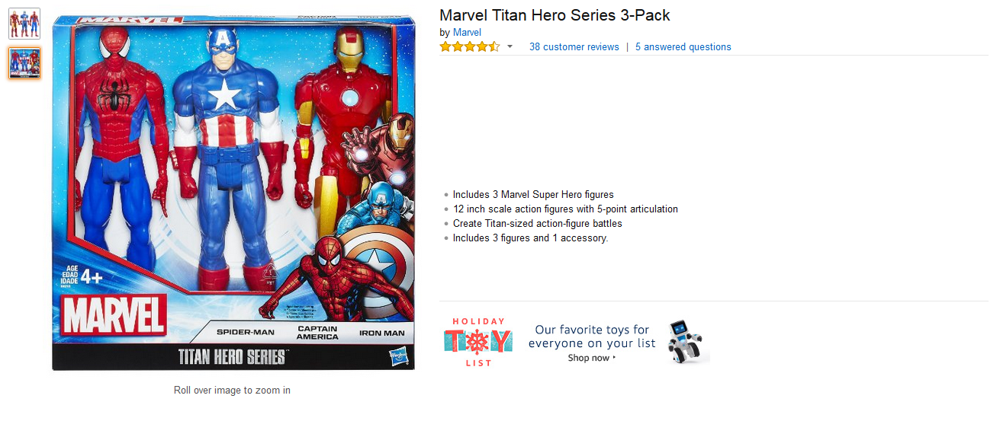 Marvel Titan Hero Series 3-Pack
by Marvel
38 customer reviews | 5 answered questions
Includes 3 Marvel Super Hero figures
12 inch scale action figures with 5-point articulation
Create Titan-sized action-figure battles
Includes 3 figures and 1 accessory.
HOLIDAY
TOY
LIST
Our favorite toys for
everyone on your list
Shop now
MARVEL
AGE
EDAD
IDADE
4+
MARVEL
SPIDER-MAN
CAPTAIN
AMERICA
IRON MAN
TITAN HERO SERIES
Hasbro
Roll over image to zoom in